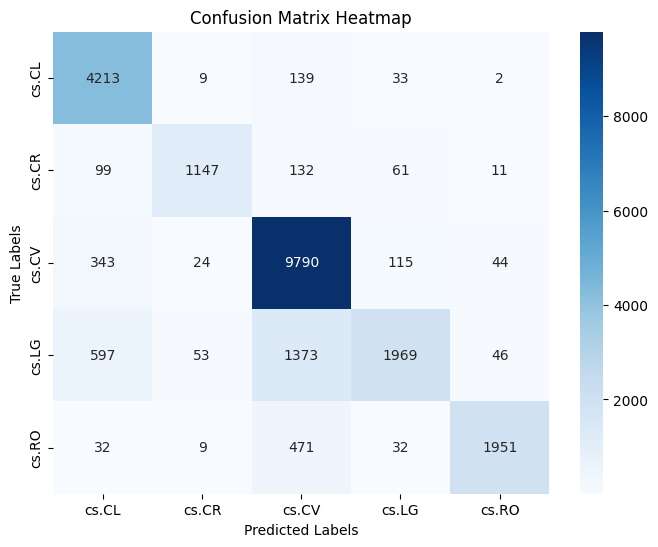 Confusion Matrix Heatmap
True Labels
cs.CL 4213 9 139 33 2
cs.CR 99 1147 132 61 11
cs.CV 343 24 9790 115 44
cs.LG 597 53 1373 1969 46
cs.RO 32 9 471 32 1951
cs.CL cs.CR cs.CV cs.LG cs.RO
Predicted Labels
8000
6000
4000
2000